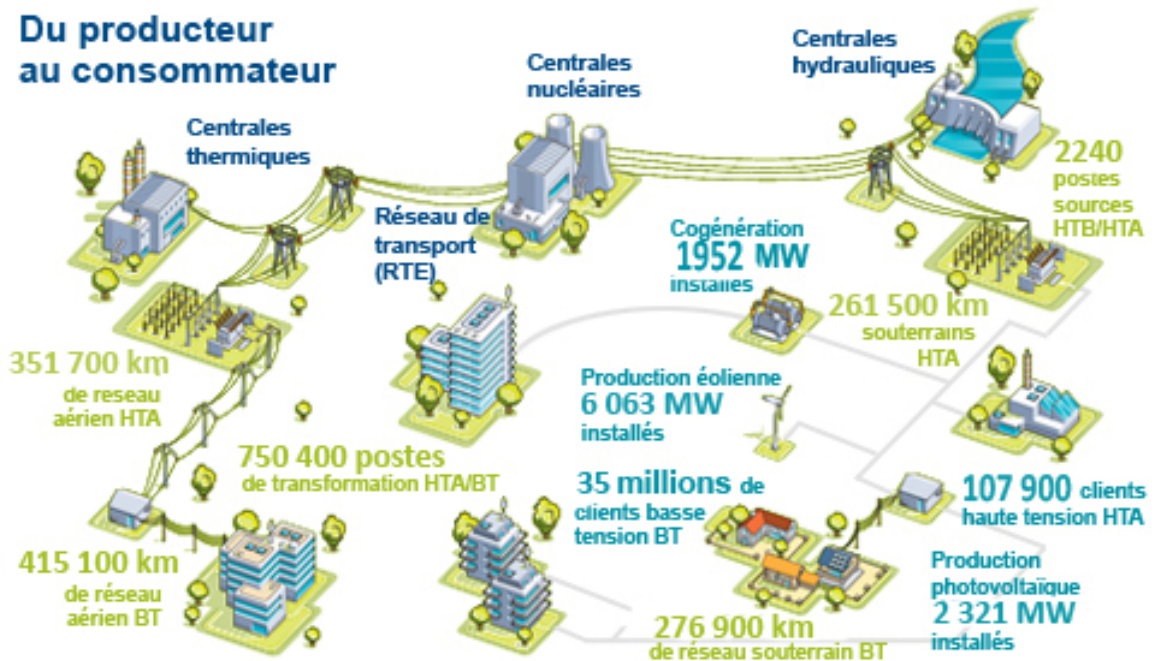 Du producteur
au consommateur
Centrales
thermiques
Centrales
nucléaires
Centrales
hydrauliques
Réseau de
transport
(RTE)
2240
postes
sources
HTB/HTA
Cogénération
1952 MW
installés
261 500 km
souterrains
HTA
351 700 km
de reseau
aérien HTA
Production éolienne
6 063 MW
installés
750 400 postes
de transformation HTA/BT
35 millions de
clients basse
tension BT
107 900 clients
haute tension HTA
415 100 km
de réseau
aérien BT
Production
photovoltaïque
2 321 MW
installés
276 900 km
de réseau souterrain BT